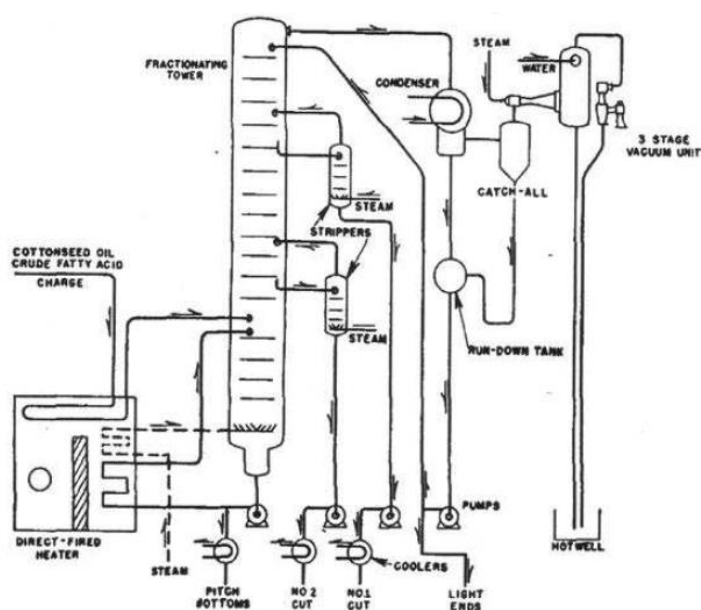 FRACTIONATING
TOWER
STEAM
CONDENSER
WATER
3 STAGE
VACUUM UNIT
CATCH-ALL
STEAM
STRIPPERS
COTTONSEED OIL
CRUDE FATTY ACID
CHARGE
STEAM
RUN-DOWN TANK
PUMPS
DIRECT-FIRED
HEATER
HOTWELL
STEAM
COOLERS
PITCH
BOTTOMS
NO 2
CUT
NO.1
CUT
LIGHT
ENDS